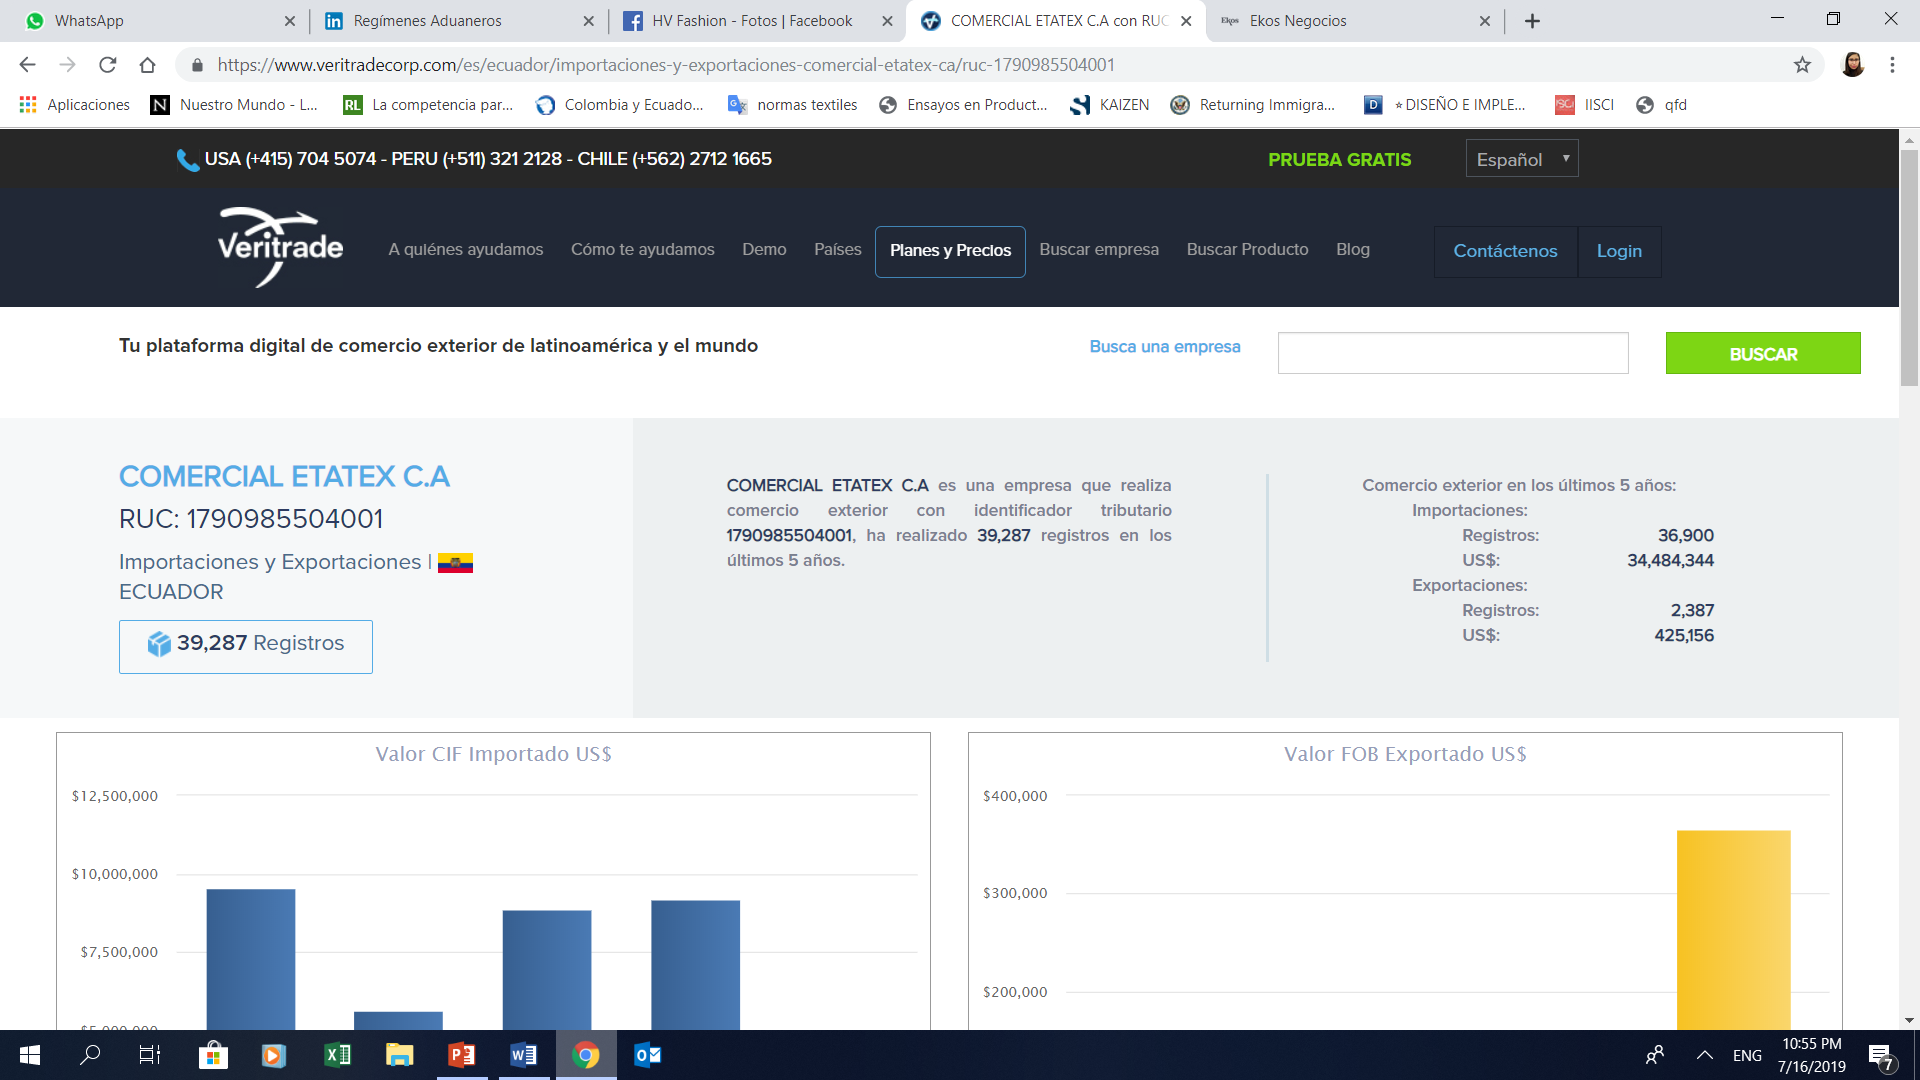 WhatsApp
Regímenes Aduaneros
HV Fashion - Fotos | Facebook
COMERCIAL ETATEX C.A con RUC
Ekos
Ekos Negocios
https://www.veritradecorp.com/es/ecuador/importaciones-y-exportaciones-comercial-etatex-ca/ruc-1790985504001
Aplicaciones
Nuestro Mundo - L...
RL
La competencia par...
Colombia y Ecuado...
normas textiles
Ensayos en Product...
KAIZEN
Returning Immigra...
D
DISEÑO E IMPLE...
IISCI
qfd
USA (+415) 704 5074 - PERU (+511) 321 2128 - CHILE (+562) 2712 1665
PRUEBA GRATIS
Español
Veritrade
A quiénes ayudamos
Cómo te ayudamos
Demo
Países
Planes y Precios
Buscar empresa
Buscar Producto
Blog
Contáctenos
Login
Tu plataforma digital de comercio exterior de latinoamérica y el mundo
Busca una empresa
BUSCAR
COMERCIAL ETATEX C.A
RUC: 1790985504001
Importaciones y Exportaciones |
ECUADOR
39,287 Registros
COMERCIAL ETATEX C.A es una empresa que realiza
comercio exterior con identificador tributario
1790985504001, ha realizado 39,287 registros en los
últimos 5 años.
Comercio exterior en los últimos 5 años:
Importaciones:
Registros: 36,900
US$: 34,484,344
Exportaciones:
Registros: 2,387
US$: 425,156
Valor CIF Importado US$
$12,500,000
$10,000,000
$7,500,000
$5,000,000
Valor FOB Exportado US$
$400,000
$300,000
$200,000
ENG
10:55 PM
7/16/2019
7